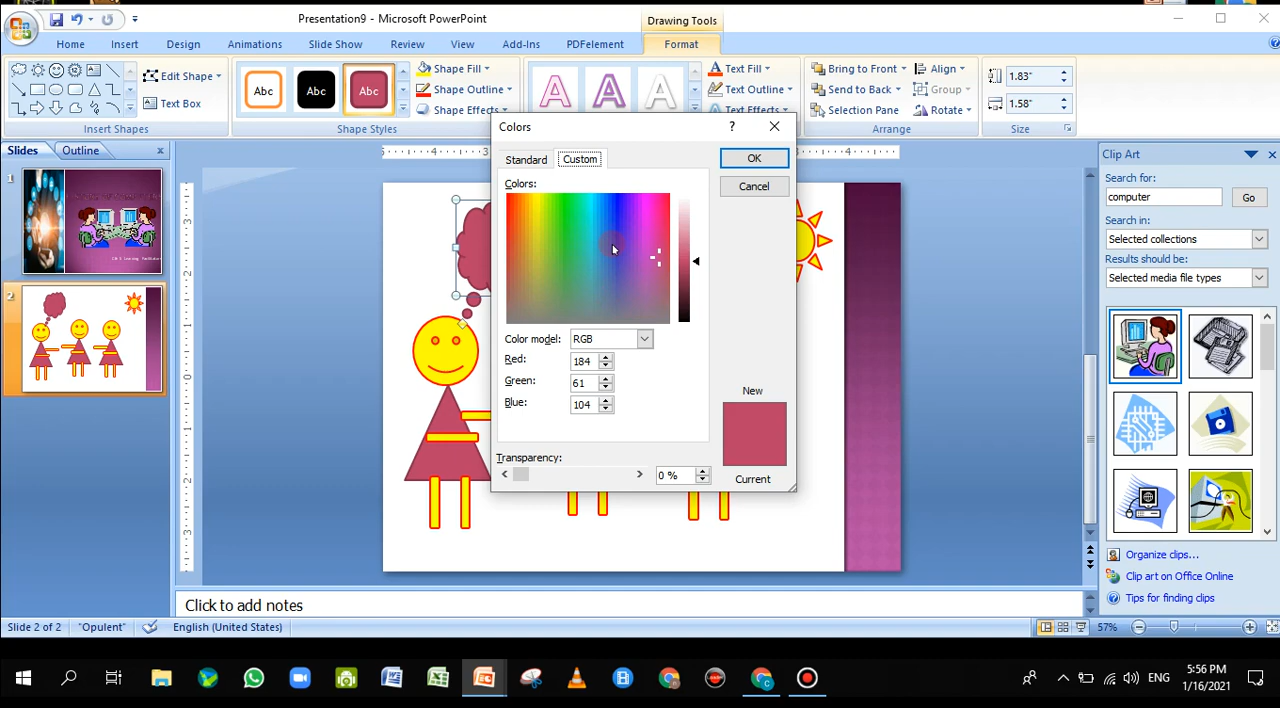 Presentation9 - Microsoft PowerPoint
Drawing Tools
Home Insert Design Animations Slide Show Review View Add-Ins PDFelement Format
Edit Shape
Text Box
Insert Shapes
Abc Abc Abc
Shape Fill
Shape Outline
Shape Effects
Shape Styles
A A A
Text Fill
Text Outline
Text Effects
Bring to Front
Send to Back
Selection Pane
Align
Group
Rotate
Arrange
1.83"
1.58"
Size
Slides Outline
1
2
Colors
?
Standard Custom
OK
Cancel
Colors:
Color model: RGB
Red: 184
Green: 61
Blue: 104
New
Current
Transparency:
0 %
Clip Art
Search for:
computer
Go
Search in:
Selected collections
Results should be:
Selected media file types
Organize clips...
Clip art on Office Online
Tips for finding clips
Click to add notes
Slide 2 of 2 "Opulent" English (United States) 57%
ENG
5:56 PM
1/16/2021